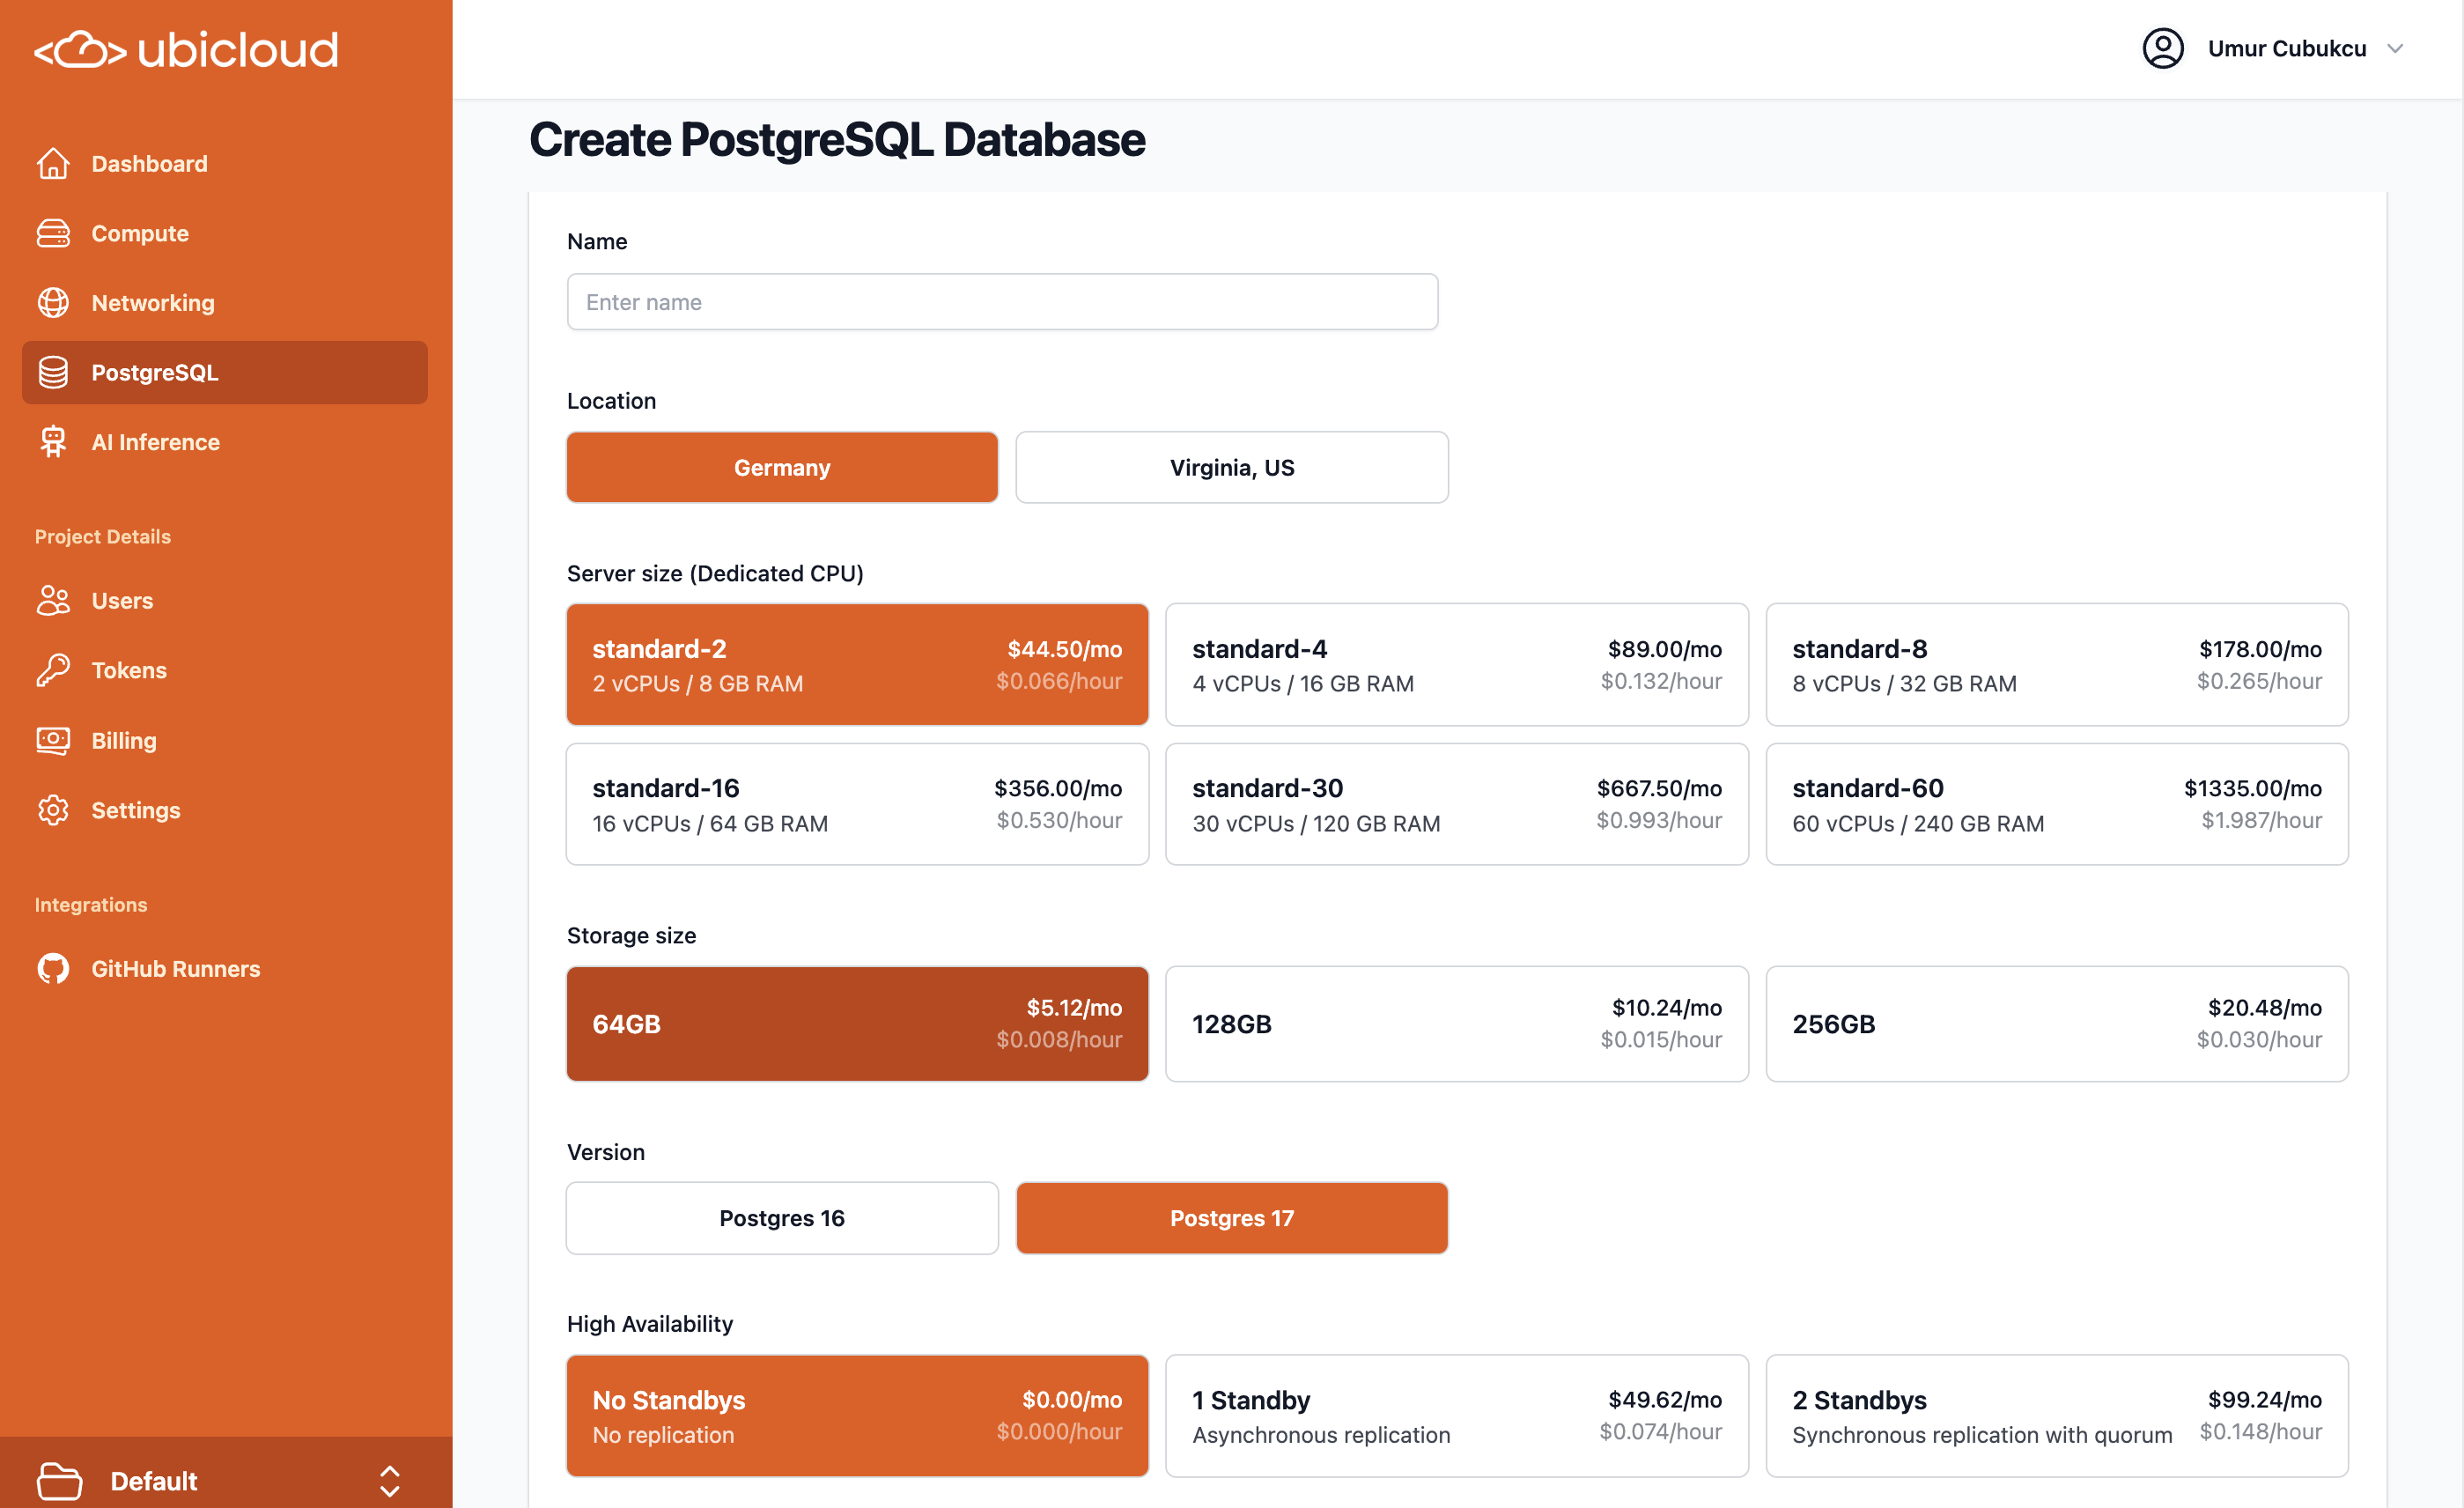 ubicloud
Umur Cubukcu
Dashboard
Compute
Networking
PostgreSQL
AI Inference
Project Details
Users
Tokens
Billing
Settings
Integrations
GitHub Runners
Default
Create PostgreSQL Database
Name
Enter name
Location
Germany
Virginia, US
Server size (Dedicated CPU)
standard-2 $44.50/mo
2 vCPUs / 8 GB RAM $0.066/hour
standard-4 $89.00/mo
4 vCPUs / 16 GB RAM $0.132/hour
standard-8 $178.00/mo
8 vCPUs / 32 GB RAM $0.265/hour
standard-16 $356.00/mo
16 vCPUs / 64 GB RAM $0.530/hour
standard-30 $667.50/mo
30 vCPUs / 120 GB RAM $0.993/hour
standard-60 $1335.00/mo
60 vCPUs / 240 GB RAM $1.987/hour
Storage size
64GB
$5.12/mo
$0.008/hour
128GB
$10.24/mo
$0.015/hour
256GB
$20.48/mo
$0.030/hour
Version
Postgres 16
Postgres 17
High Availability
No Standbys $0.00/mo
No replication $0.000/hour
1 Standby $49.62/mo
Asynchronous replication $0.074/hour
2 Standbys $99.24/mo
Synchronous replication with quorum $0.148/hour